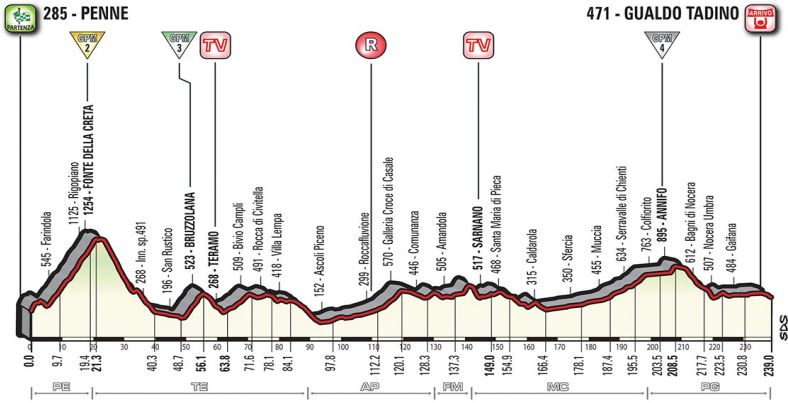 285 - PENNE
471 - GUALDO TADINO
PARTENZA
GPM
2
GPM
3
TV
R
TV
GPM
4
ARRIVO
545 - Farindola
1125 - Rigopiano
1254 - FONTE DELLA CRETA
268 - Inn. sp.491
196 - San Rustico
523 - BRUZZOLANA
268 - TERAMO
509 - Bivio Campli
491 - Rocca di Civitella
418 - Villa Lempa
152 - Ascoli Piceno
299 - Roccafluvione
570 - Galleria Croce di Casale
446 - Comunanza
505 - Amandola
517 - SARNANO
468 - Santa Maria di Pieca
315 - Caldarola
350 - Sfercia
455 - Muccia
634 - Serravalle di Chienti
763 - Colfiorito
895 - ANNIFO
612 - Bagni di Nocera
507 - Nocera Umbra
484 - Gaifana
SDS
0 10 20 30 40 50 60 70 80 90 100 110 120 130 140 150 160 170 180 190 200 210 220 230
0.0 9.7 19.4 21.3 40.3 48.7 56.1 63.8 71.6 78.1 84.1 97.8 112.2 120.1 128.3 137.3 149.0 154.9 166.4 178.1 187.4 195.5 203.5 208.5 217.7 223.5 230.8 239.0
PE TE AP FM MC PG